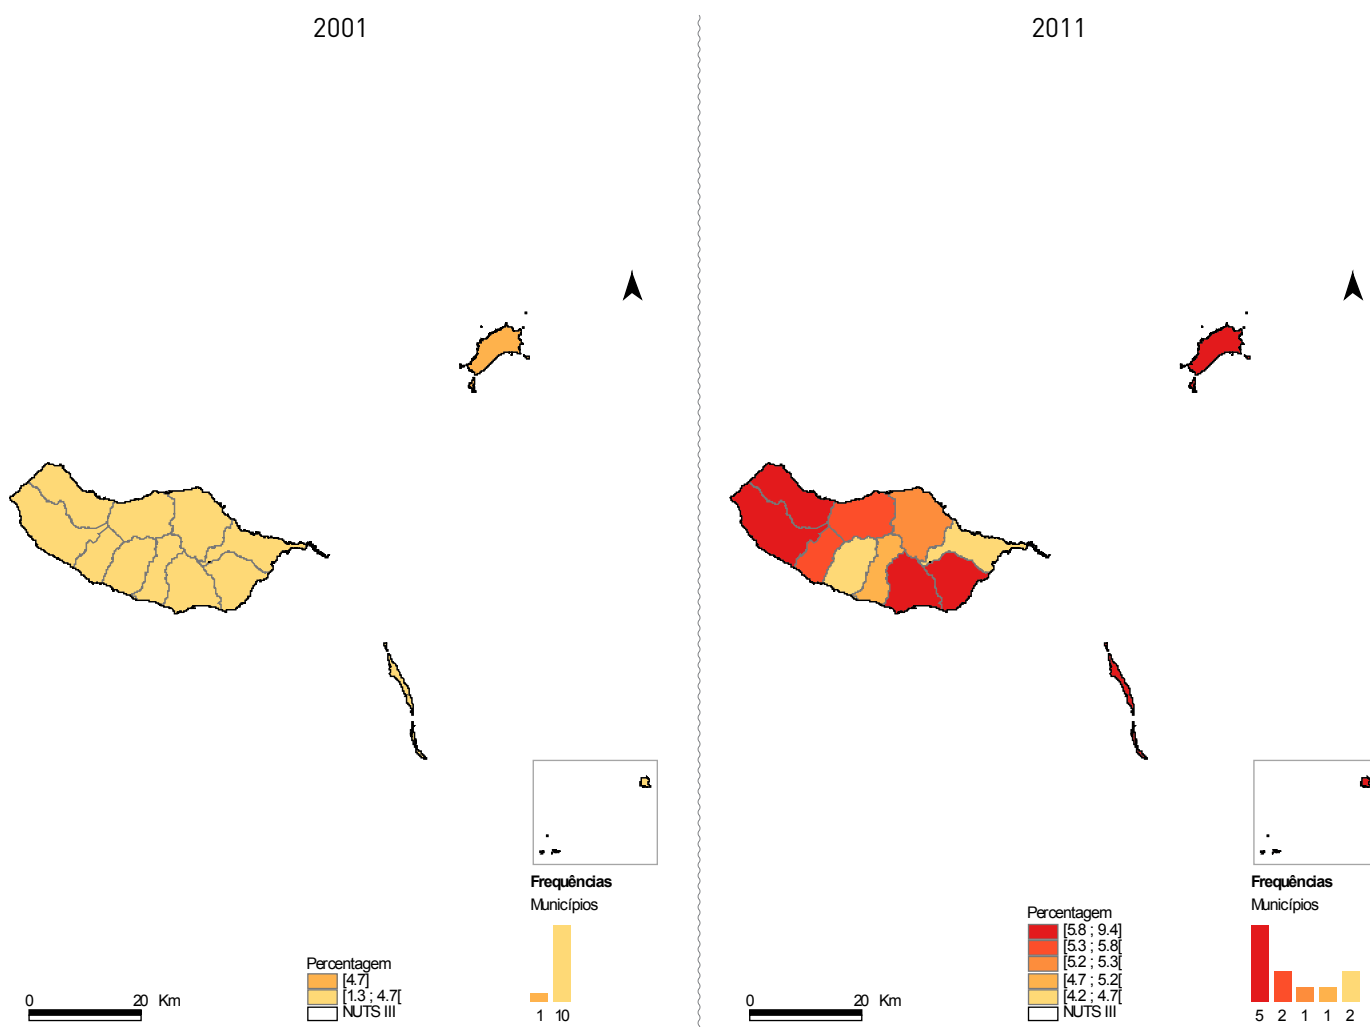 2001
2011
Frequências
Municípios
1 10
Percentagem
[4.7]
[1.3 ; 4.7[
NUTS III
0 20 Km
Frequências
Municípios
5 2 1 1 2
Percentagem
[5.8 ; 9.4]
[5.3 ; 5.8[
[5.2 ; 5.3[
[4.7 ; 5.2[
[4.2 ; 4.7[
NUTS III
0 20 Km